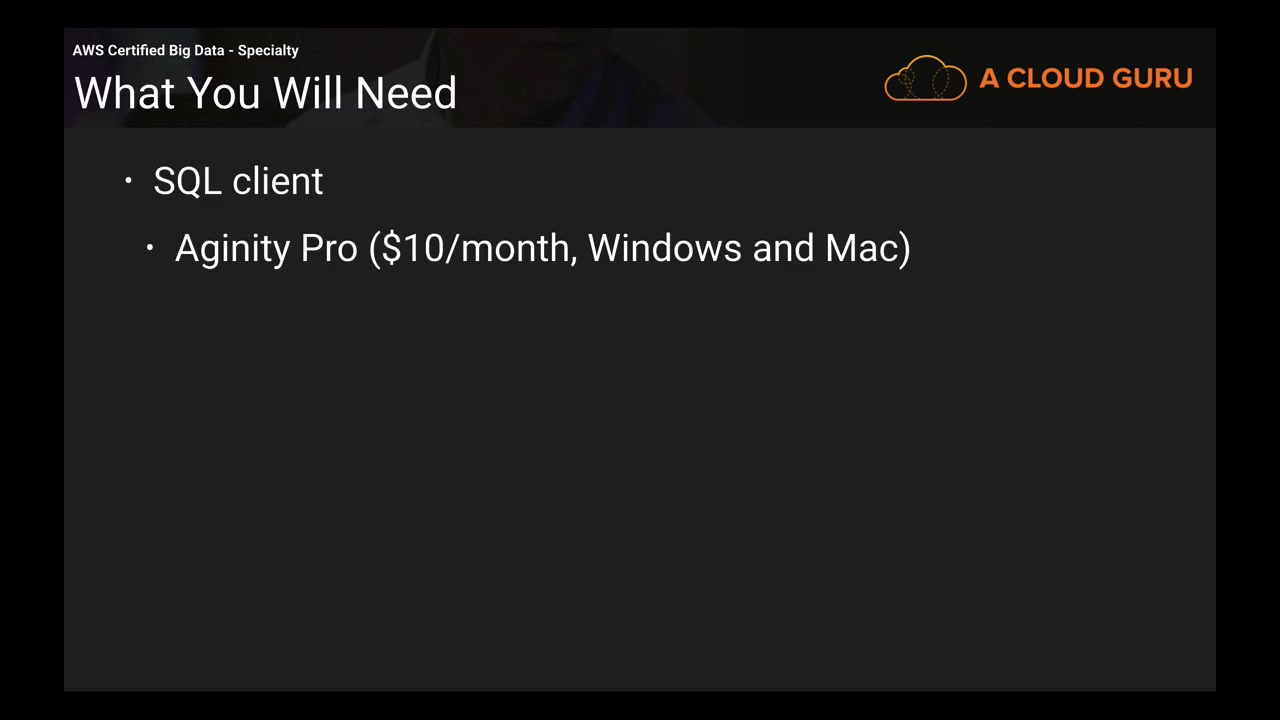 AWS Certified Big Data - Specialty
What You Will Need
A CLOUD GURU
• SQL client
• Aginity Pro ($10/month, Windows and Mac)